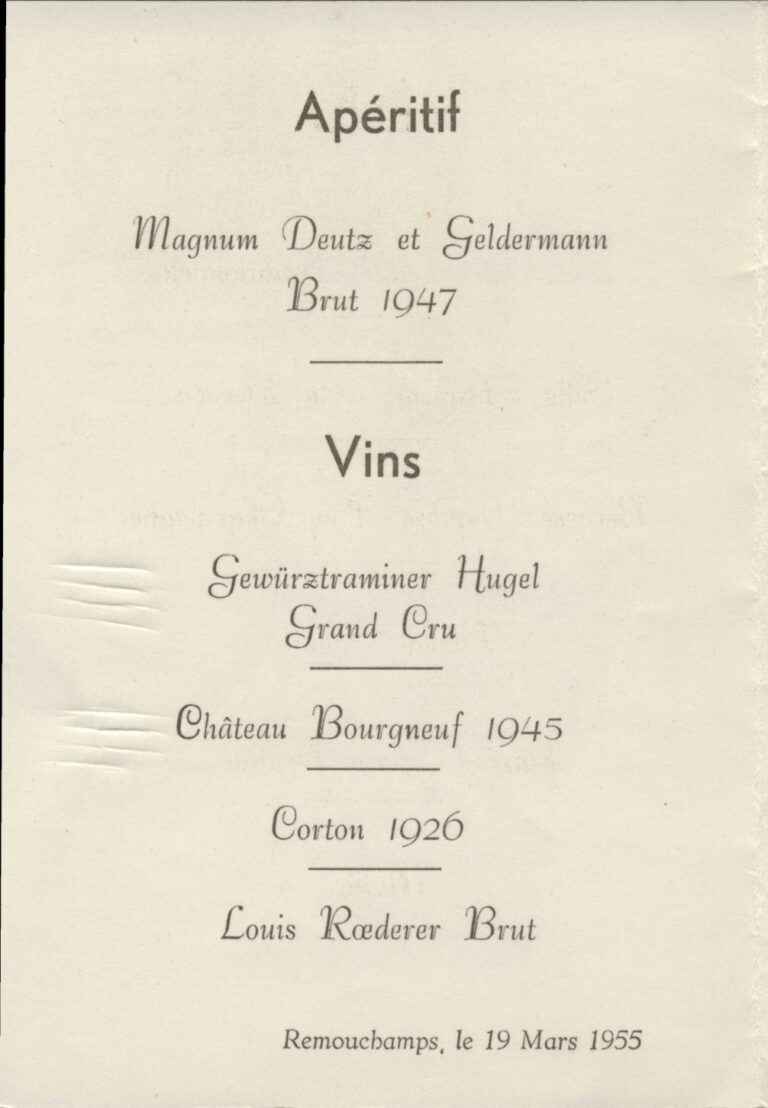 Apéritif
Magnum Deutz et Geldermann
Brut 1947
Vins
Gewürztraminer Hugel
Grand Cru
Château Bourgneuf 1945
Corton 1926
Louis Rœderer Brut
Remouchamps, le 19 Mars 1955